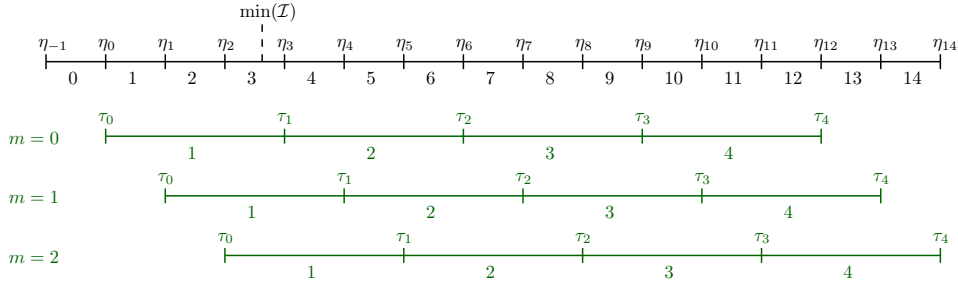 min(𝓘)
η₋₁ η₀ η₁ η₂ η₃ η₄ η₅ η₆ η₇ η₈ η₉ η₁₀ η₁₁ η₁₂ η₁₃ η₁₄
0 1 2 3 4 5 6 7 8 9 10 11 12 13 14
τ₀ τ₁ τ₂ τ₃ τ₄
m = 0
1 2 3 4
τ₀ τ₁ τ₂ τ₃ τ₄
m = 1
1 2 3 4
τ₀ τ₁ τ₂ τ₃ τ₄
m = 2
1 2 3 4